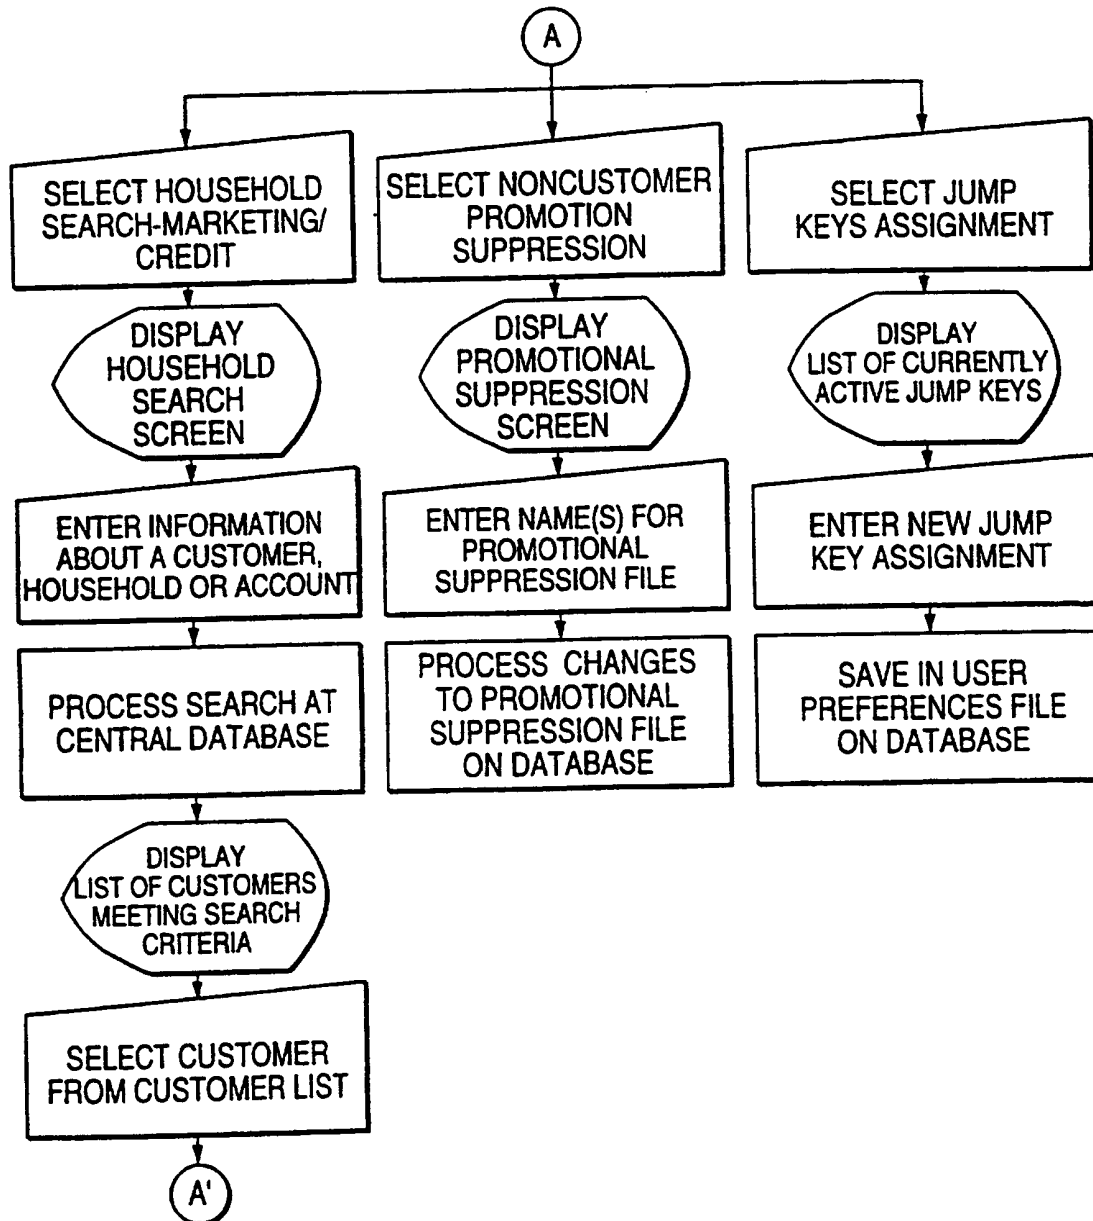 A
SELECT HOUSEHOLD
SEARCH-MARKETING/
CREDIT
SELECT NONCUSTOMER
PROMOTION
SUPPRESSION
SELECT JUMP
KEYS ASSIGNMENT
DISPLAY
HOUSEHOLD
SEARCH
SCREEN
DISPLAY
PROMOTIONAL
SUPPRESSION
SCREEN
DISPLAY
LIST OF CURRENTLY
ACTIVE JUMP KEYS
ENTER INFORMATION
ABOUT A CUSTOMER,
HOUSEHOLD OR ACCOUNT
ENTER NAME(S) FOR
PROMOTIONAL
SUPPRESSION FILE
ENTER NEW JUMP
KEY ASSIGNMENT
PROCESS SEARCH AT
CENTRAL DATABASE
PROCESS CHANGES
TO PROMOTIONAL
SUPPRESSION FILE
ON DATABASE
SAVE IN USER
PREFERENCES FILE
ON DATABASE
DISPLAY
LIST OF CUSTOMERS
MEETING SEARCH
CRITERIA
SELECT CUSTOMER
FROM CUSTOMER LIST
A'